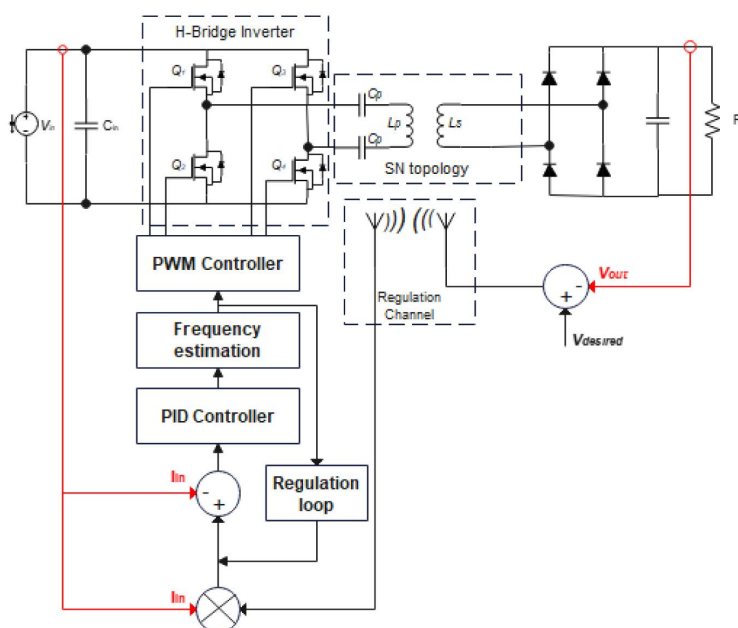 H-Bridge Inverter
Q1
Q3
Cp
Vin
Cin
Lp
Ls
R
Q2
Q4
Cp
SN topology
PWM Controller
Regulation
Channel
Vout
-
+
Vdesired
Frequency
estimation
PID Controller
Iin
-
+
Regulation
loop
Iin